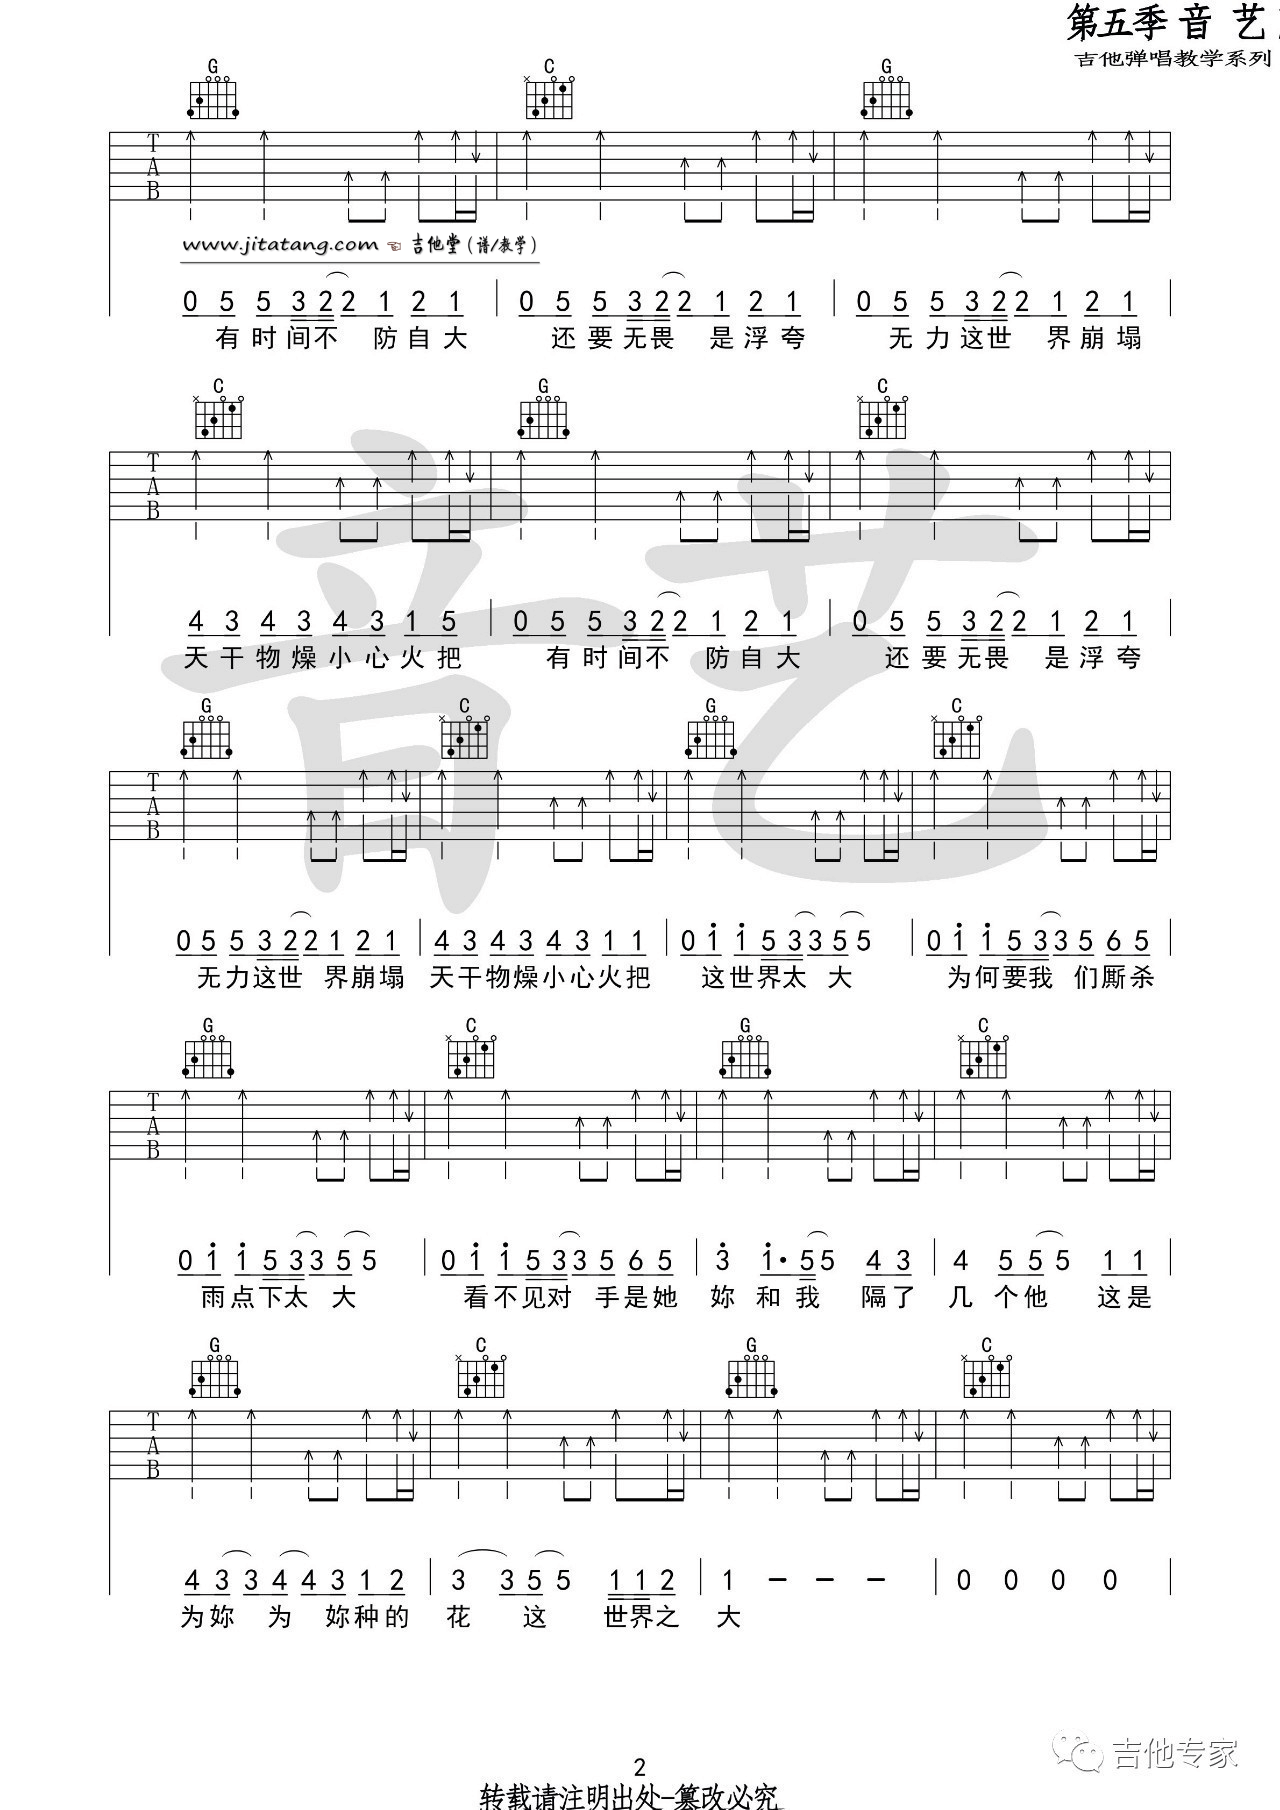 第五季音艺
吉他弹唱教学系列
G C G
T
A
B
www.jitatang.com ☜ 吉他堂(谱/教学)
0 5 5 3 2 2 1 2 1 0 5 5 3 2 2 1 2 1 0 5 5 3 2 2 1 2 1
有时间不 防自大 还要无畏 是浮夸 无力这世 界崩塌
C G C
T
A
B
4 3 4 3 4 3 1 5 0 5 5 3 2 2 1 2 1 0 5 5 3 2 2 1 2 1
天干物燥小心火把 有时间不 防自大 还要无畏 是浮夸
G C G C
T
A
B
0 5 5 3 2 2 1 2 1 4 3 4 3 4 3 1 1 0 1 1 5 3 3 5 5 0 1 1 5 3 3 5 6 5
无力这世 界崩塌 天干物燥小心火把 这世界太 大 为何要我 们厮杀
G C G C
T
A
B
0 1 1 5 3 3 5 5 0 1 1 5 3 3 5 6 5 3 1· 5 5 4 3 4 5 5 5 1 1
雨点下太 大 看不见对 手是她 妳 和我 隔了 几 个他 这是
G C G C
T
A
B
4 3 3 4 4 3 1 2 3 3 5 5 1 1 2 1 - - - 0 0 0 0
为妳 为 妳种的 花 这 世界之 大
音艺
吉他专家
2
转载请注明出处-篡改必究